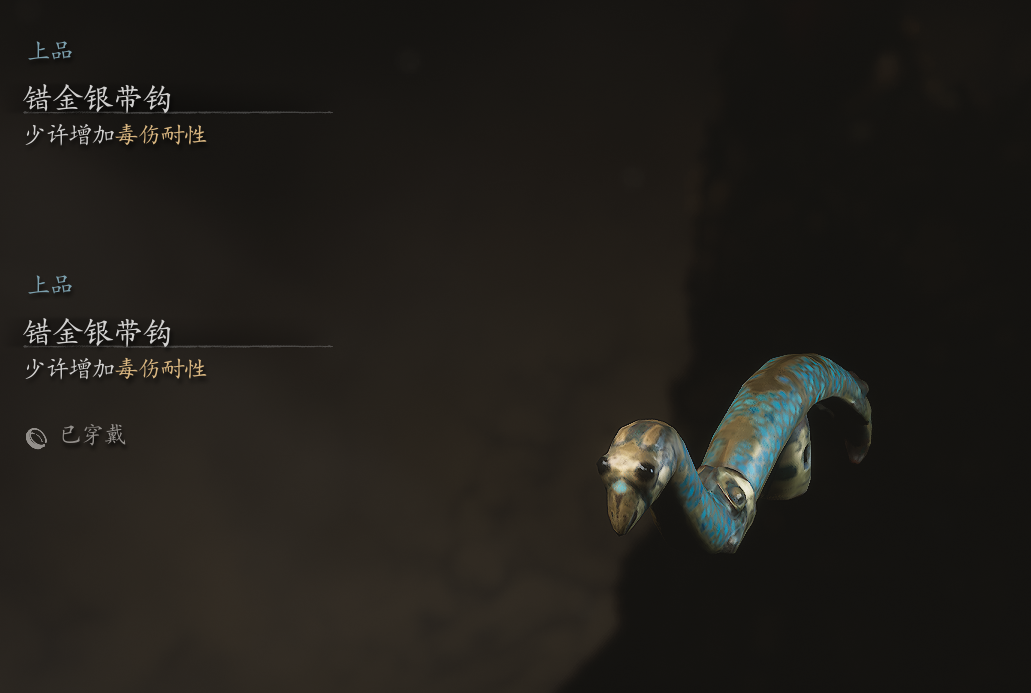 上品
错金银带钩
少许增加毒伤耐性
上品
错金银带钩
少许增加毒伤耐性
已穿戴